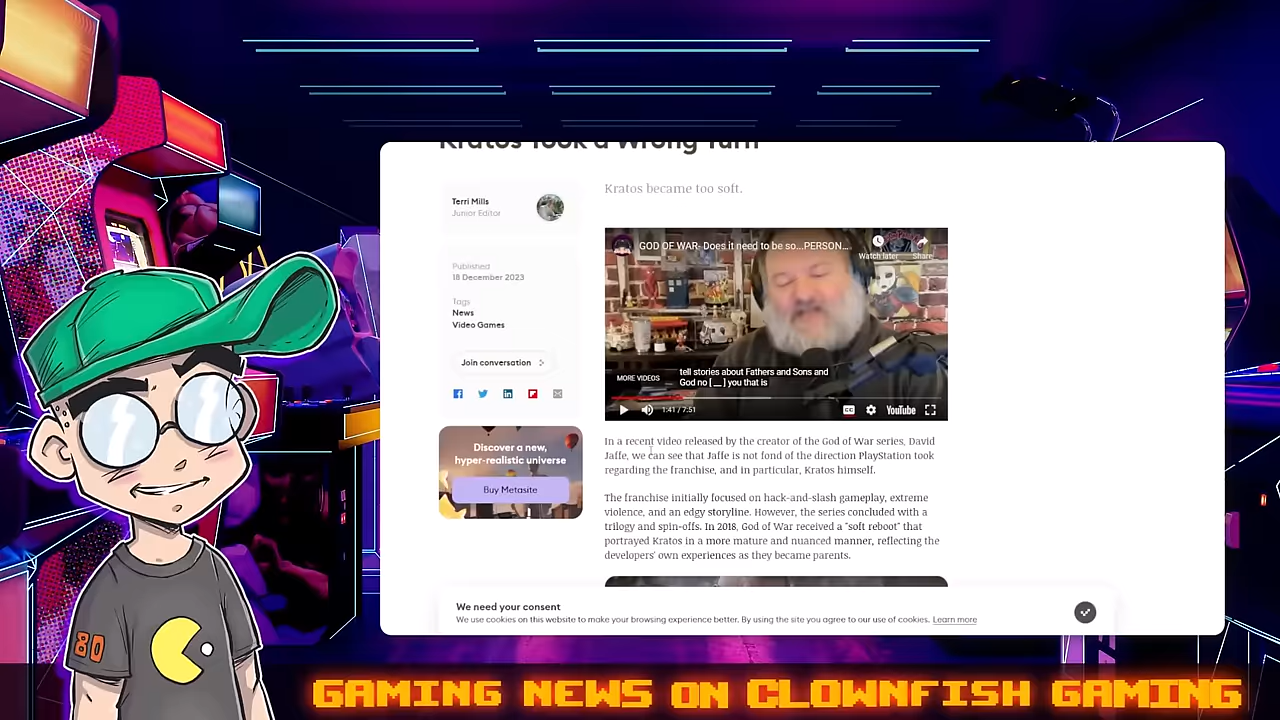 Kratos Took a Wrong Turn
Terri Mills
Junior Editor
Published
18 December 2023
Tags
News
Video Games
Join conversation
Discover a new,
hyper-realistic universe
Buy Metasite
Kratos became too soft.
GOD OF WAR- Does it need to be so...PERSON...
Watch later
Share
tell stories about Fathers and Sons and
God no [ __ ] you that is
MORE VIDEOS
1:41 / 7:51
CC
YouTube
In a recent video released by the creator of the God of War series, David
Jaffe, we can see that Jaffe is not fond of the direction PlayStation took
regarding the franchise, and in particular, Kratos himself.
The franchise initially focused on hack-and-slash gameplay, extreme
violence, and an edgy storyline. However, the series concluded with a
trilogy and spin-offs. In 2018, God of War received a "soft reboot" that
portrayed Kratos in a more mature and nuanced manner, reflecting the
developers' own experiences as they became parents.
We need your consent
We use cookies on this website to make your browsing experience better. By using the site you agree to our use of cookies. Learn more
80
GAMING NEWS ON CLOWNFISH GAMING